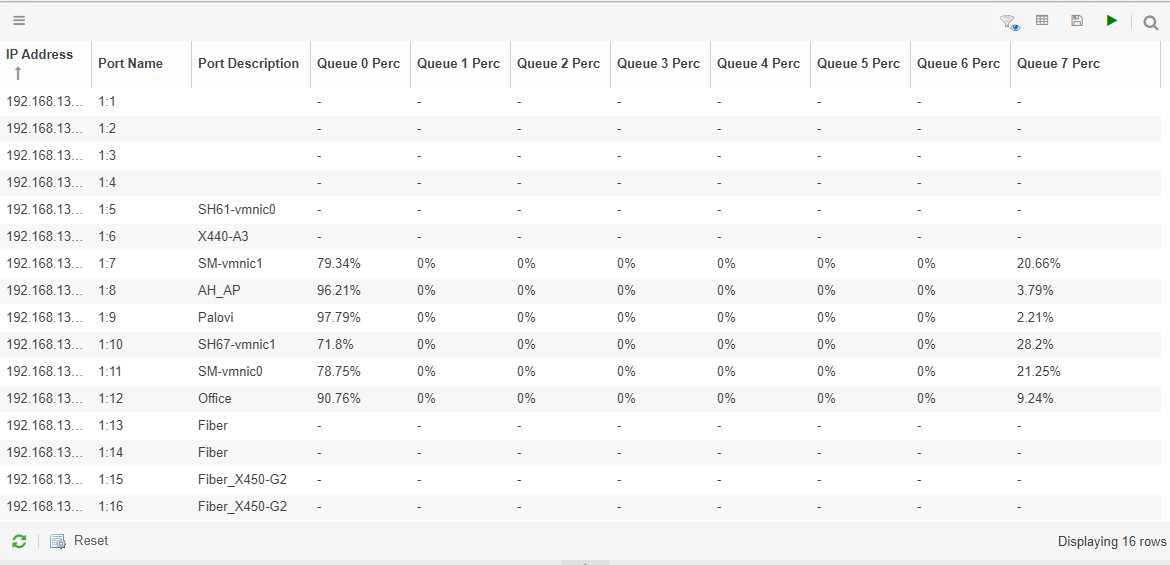 IP Address Port Name Port Description Queue 0 Perc Queue 1 Perc Queue 2 Perc Queue 3 Perc Queue 4 Perc Queue 5 Perc Queue 6 Perc Queue 7 Perc
192.168.13... 1:1 - - - - - - - -
192.168.13... 1:2 - - - - - - - -
192.168.13... 1:3 - - - - - - - -
192.168.13... 1:4 - - - - - - - -
192.168.13... 1:5 SH61-vmnic0 - - - - - - - -
192.168.13... 1:6 X440-A3 - - - - - - - -
192.168.13... 1:7 SM-vmnic1 79.34% 0% 0% 0% 0% 0% 0% 20.66%
192.168.13... 1:8 AH_AP 96.21% 0% 0% 0% 0% 0% 0% 3.79%
192.168.13... 1:9 Palovi 97.79% 0% 0% 0% 0% 0% 0% 2.21%
192.168.13... 1:10 SH67-vmnic1 71.8% 0% 0% 0% 0% 0% 0% 28.2%
192.168.13... 1:11 SM-vmnic0 78.75% 0% 0% 0% 0% 0% 0% 21.25%
192.168.13... 1:12 Office 90.76% 0% 0% 0% 0% 0% 0% 9.24%
192.168.13... 1:13 Fiber - - - - - - - -
192.168.13... 1:14 Fiber - - - - - - - -
192.168.13... 1:15 Fiber_X450-G2 - - - - - - - -
192.168.13... 1:16 Fiber_X450-G2 - - - - - - - -
Reset Displaying 16 rows